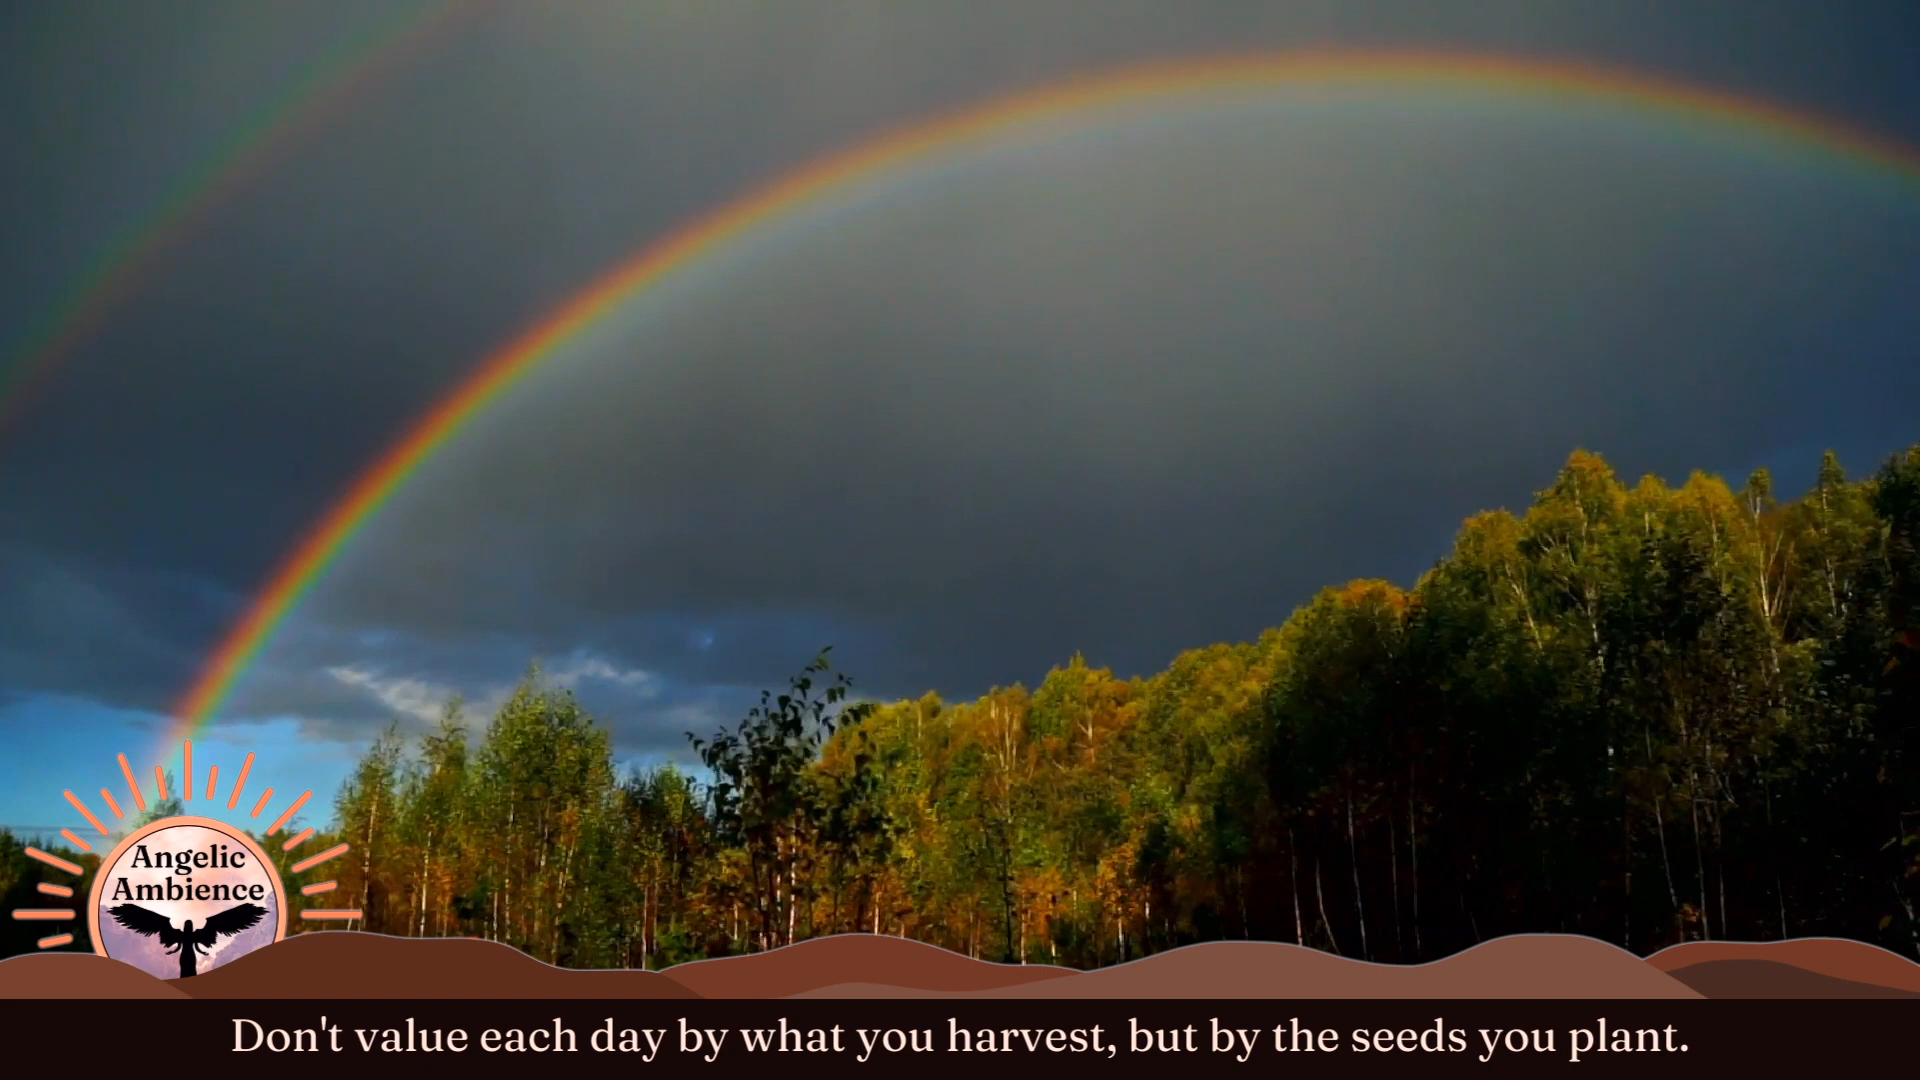 Angelic
Ambience
Don't value each day by what you harvest, but by the seeds you plant.